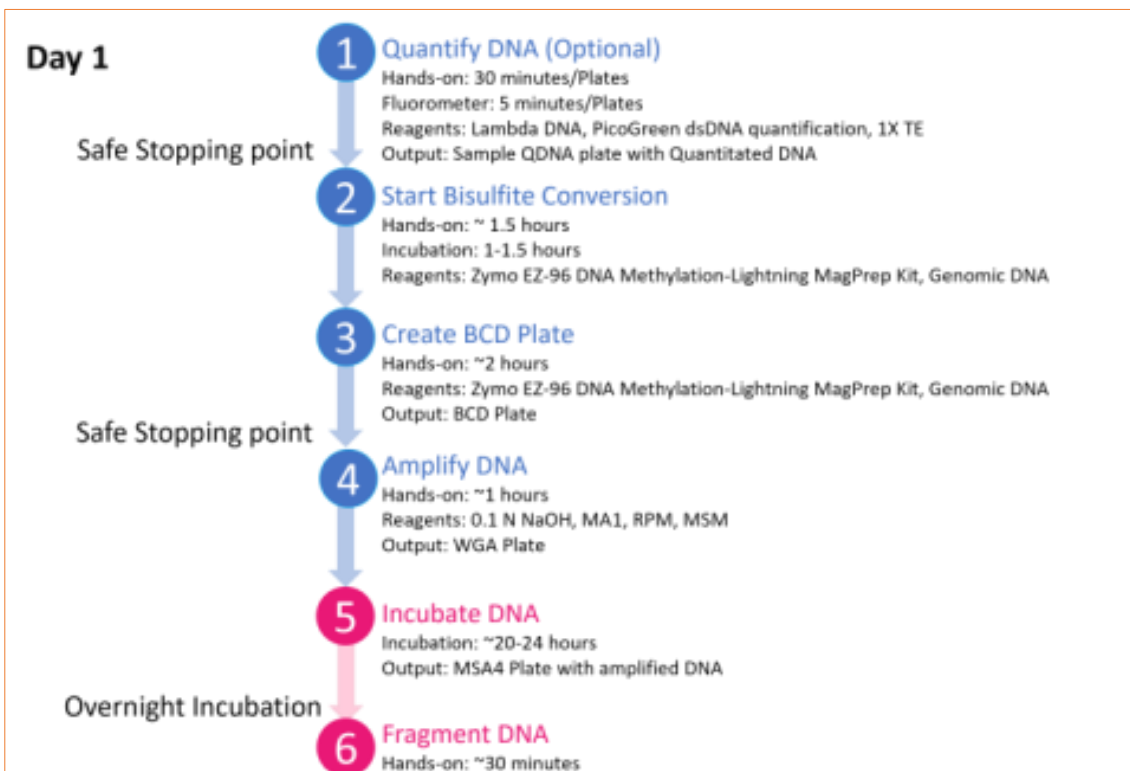 Day 1
1
Quantify DNA (Optional)
Hands-on: 30 minutes/Plates
Fluorometer: 5 minutes/Plates
Reagents: Lambda DNA, PicoGreen dsDNA quantification, 1X TE
Output: Sample QDNA plate with Quantitated DNA
Safe Stopping point
2
Start Bisulfite Conversion
Hands-on: ~ 1.5 hours
Incubation: 1-1.5 hours
Reagents: Zymo EZ-96 DNA Methylation-Lightning MagPrep Kit, Genomic DNA
3
Create BCD Plate
Hands-on: ~2 hours
Reagents: Zymo EZ-96 DNA Methylation-Lightning MagPrep Kit, Genomic DNA
Output: BCD Plate
Safe Stopping point
4
Amplify DNA
Hands-on: ~1 hours
Reagents: 0.1 N NaOH, MA1, RPM, MSM
Output: WGA Plate
5
Incubate DNA
Incubation: ~20-24 hours
Output: MSA4 Plate with amplified DNA
Overnight Incubation
6
Fragment DNA
Hands-on: ~30 minutes